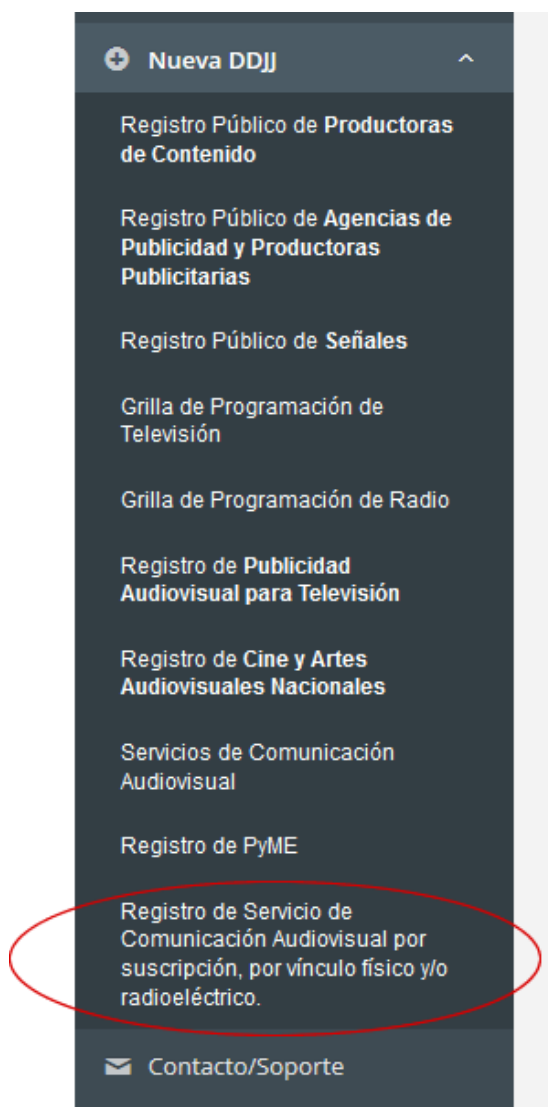 Nueva DDJJ
Registro Público de Productoras
de Contenido
Registro Público de Agencias de
Publicidad y Productoras
Publicitarias
Registro Público de Señales
Grilla de Programación de
Televisión
Grilla de Programación de Radio
Registro de Publicidad
Audiovisual para Televisión
Registro de Cine y Artes
Audiovisuales Nacionales
Servicios de Comunicación
Audiovisual
Registro de PyME
Registro de Servicio de
Comunicación Audiovisual por
suscripción, por vínculo físico y/o
radioeléctrico.
Contacto/Soporte